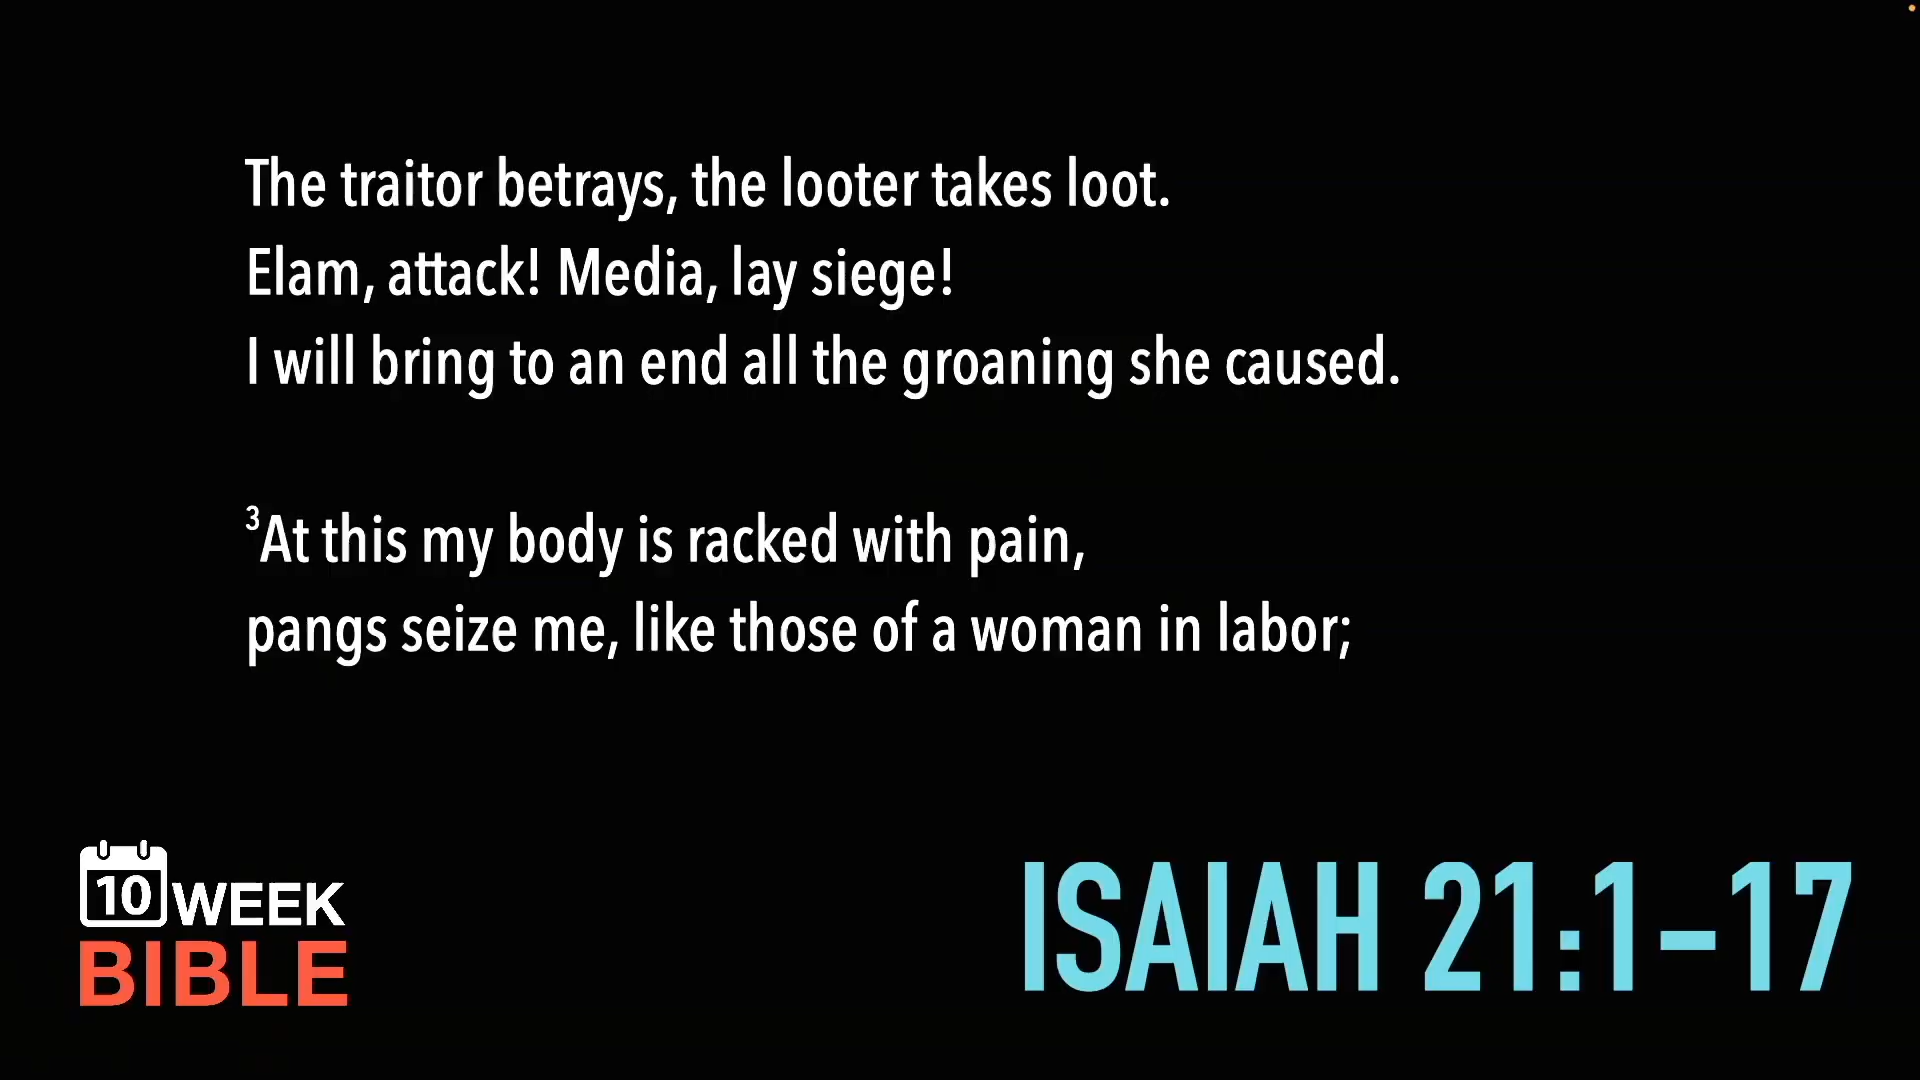 The traitor betrays, the looter takes loot.
Elam, attack! Media, lay siege!
I will bring to an end all the groaning she caused.
³At this my body is racked with pain,
pangs seize me, like those of a woman in labor;
10 WEEK
BIBLE
ISAIAH 21:1–17